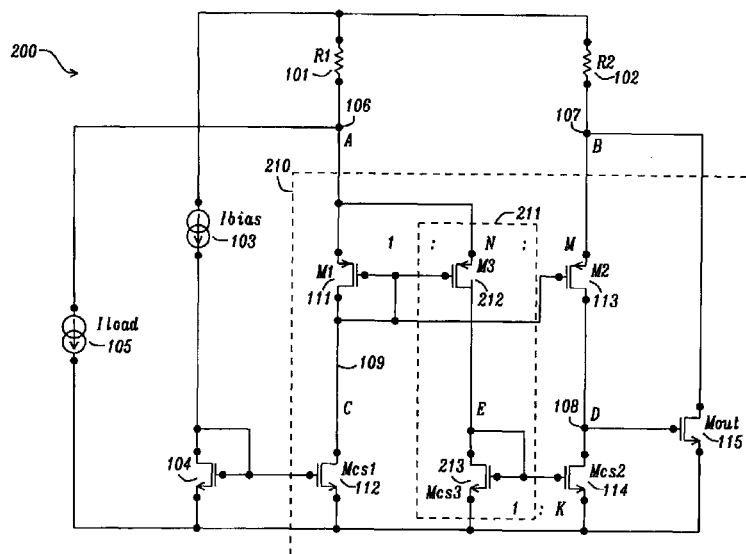 R1
101
R2
102
200
106
A
107
B
210
211
1 : N : M
Ibias
103
M1
111
M3
212
M2
113
Iload
105
109
C
E
108
D
Mout
115
104
Mcs1
112
213
Mcs3
Mcs2
114
1 : K